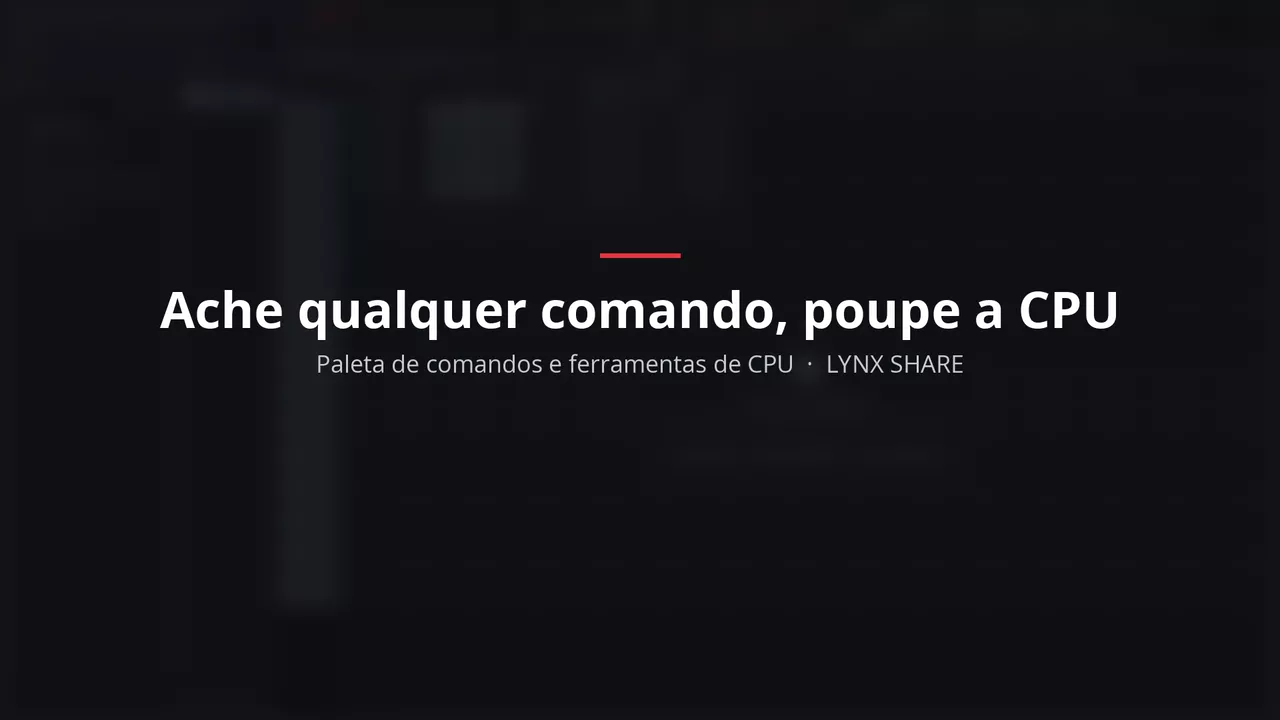 Ache qualquer comando, poupe a CPU
Paleta de comandos e ferramentas de CPU · LYNX SHARE